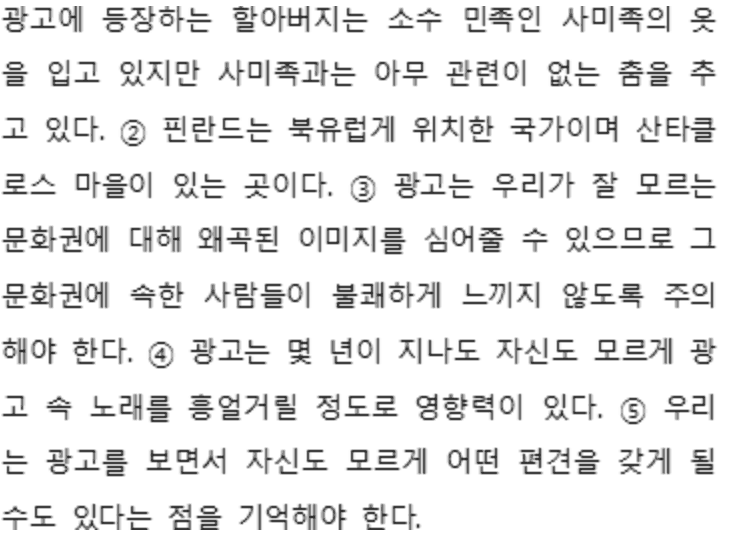 광고에 등장하는 할아버지는 소수 민족인 사미족의 옷
을 입고 있지만 사미족과는 아무 관련이 없는 춤을 추
고 있다. ② 핀란드는 북유럽게 위치한 국가이며 산타클
로스 마을이 있는 곳이다. ③ 광고는 우리가 잘 모르는
문화권에 대해 왜곡된 이미지를 심어줄 수 있으므로 그
문화권에 속한 사람들이 불쾌하게 느끼지 않도록 주의
해야 한다. ④ 광고는 몇 년이 지나도 자신도 모르게 광
고 속 노래를 흥얼거릴 정도로 영향력이 있다. ⑤ 우리
는 광고를 보면서 자신도 모르게 어떤 편견을 갖게 될
수도 있다는 점을 기억해야 한다.